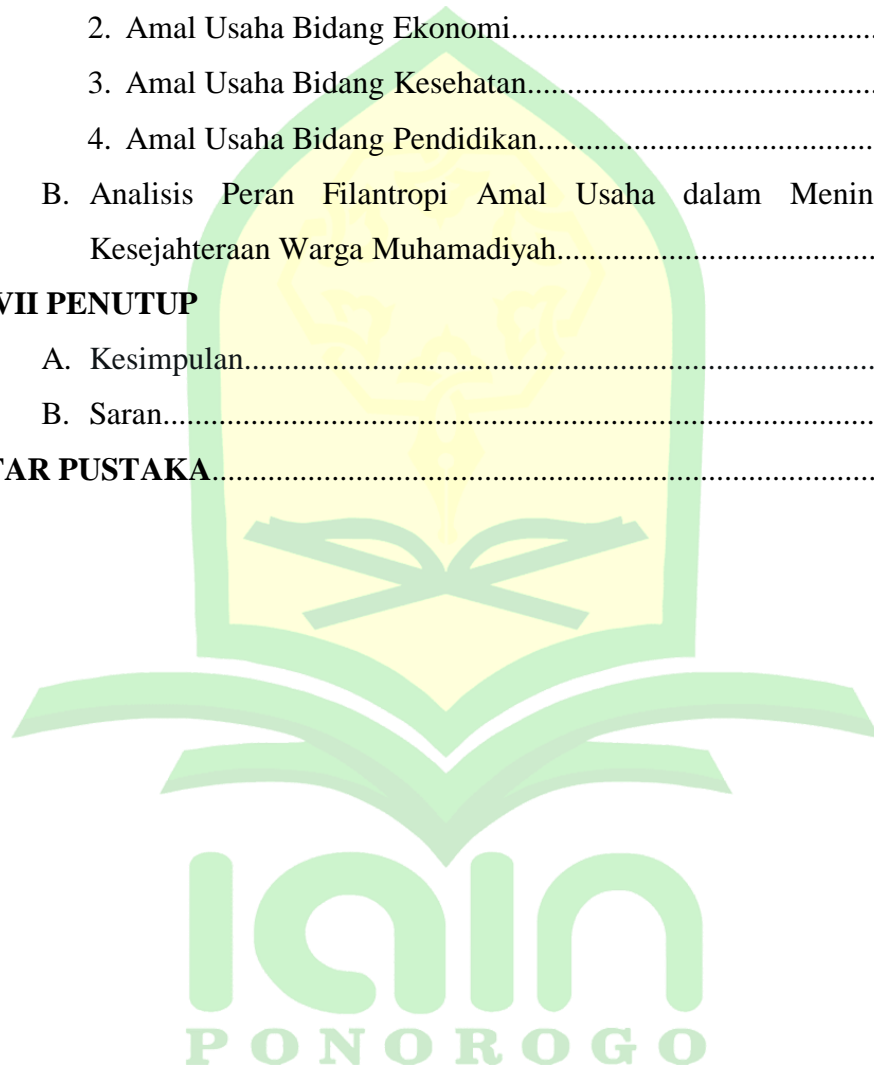 2. Amal Usaha Bidang Ekonomi...............................................
3. Amal Usaha Bidang Kesehatan.............................................
4. Amal Usaha Bidang Pendidikan............................................
B. Analisis Peran Filantropi Amal Usaha dalam Menin
Kesejahteraan Warga Muhamadiyah..........................................
VII PENUTUP
A. Kesimpulan................................................................................
B. Saran..........................................................................................
TAR PUSTAKA...................................................................................
iain
PONOROGO